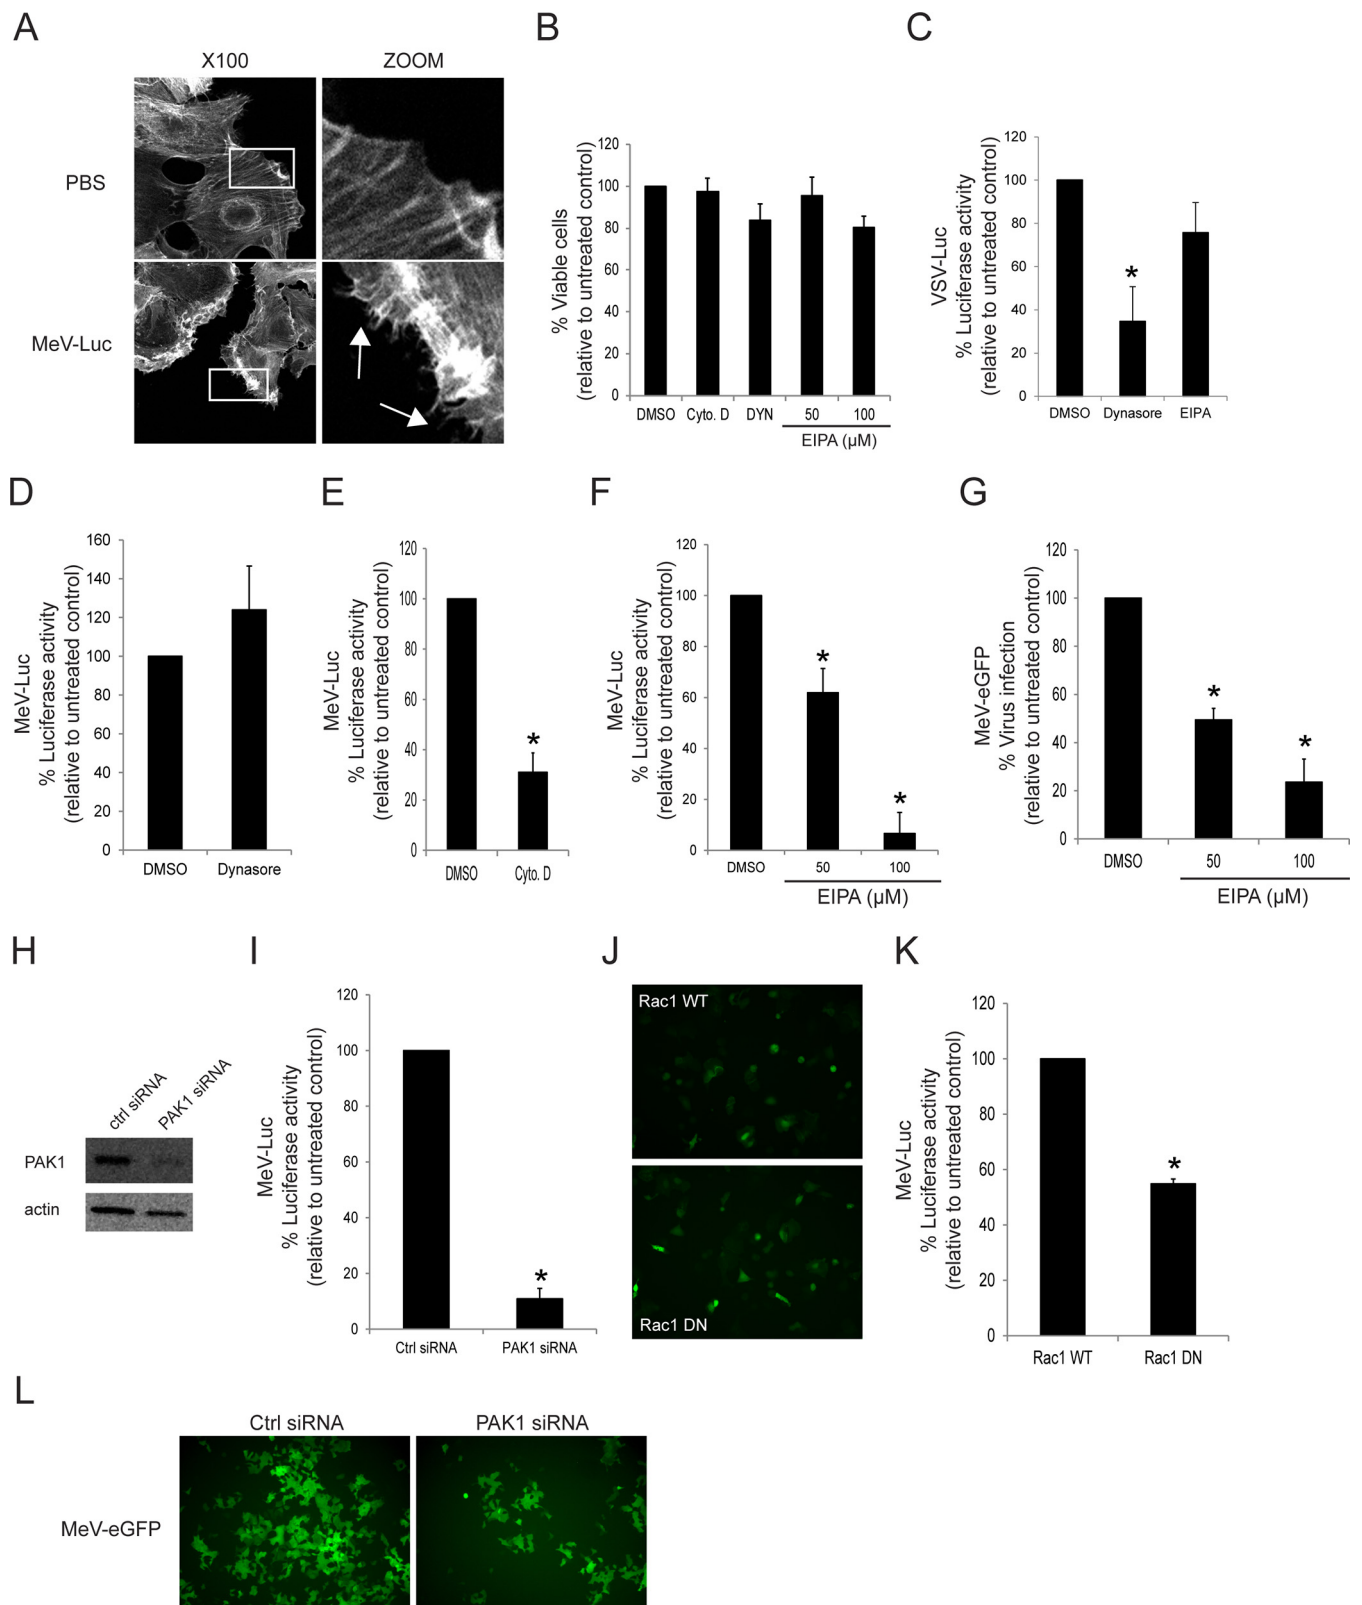 A
X100
ZOOM
PBS
MeV-Luc
B
% Viable cells
(relative to untreated control)
120
100
80
60
40
20
0
DMSO
Cyto. D
DYN
50
100
EIPA (µM)
C
VSV-Luc
% Luciferase activity
(relative to untreated control)
120
100
80
60
40
20
0
*
DMSO
Dynasore
EIPA
D
MeV-Luc
% Luciferase activity
(relative to untreated control)
160
140
120
100
80
60
40
20
0
DMSO
Dynasore
E
MeV-Luc
% Luciferase activity
(relative to untreated control)
120
100
80
60
40
20
0
*
DMSO
Cyto. D
F
MeV-Luc
% Luciferase activity
(relative to untreated control)
120
100
80
60
40
20
0
*
*
DMSO
50
100
EIPA (µM)
G
MeV-eGFP
% Virus infection
(relative to untreated control)
120
100
80
60
40
20
0
*
*
DMSO
50
100
EIPA (µM)
H
ctrl siRNA
PAK1 siRNA
PAK1
actin
I
MeV-Luc
% Luciferase activity
(relative to untreated control)
120
100
80
60
40
20
0
*
Ctrl siRNA
PAK1 siRNA
J
Rac1 WT
Rac1 DN
K
MeV-Luc
% Luciferase activity
(relative to untreated control)
120
100
80
60
40
20
0
*
Rac1 WT
Rac1 DN
L
Ctrl siRNA
PAK1 siRNA
MeV-eGFP